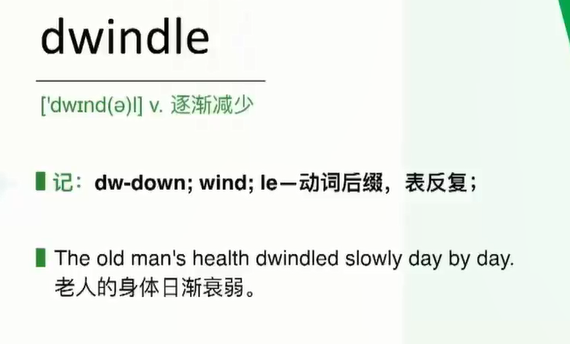 dwindle
['dwɪnd(ə)l] v. 逐渐减少
记：dw-down; wind; le—动词后缀，表反复；
The old man's health dwindled slowly day by day.
老人的身体日渐衰弱。